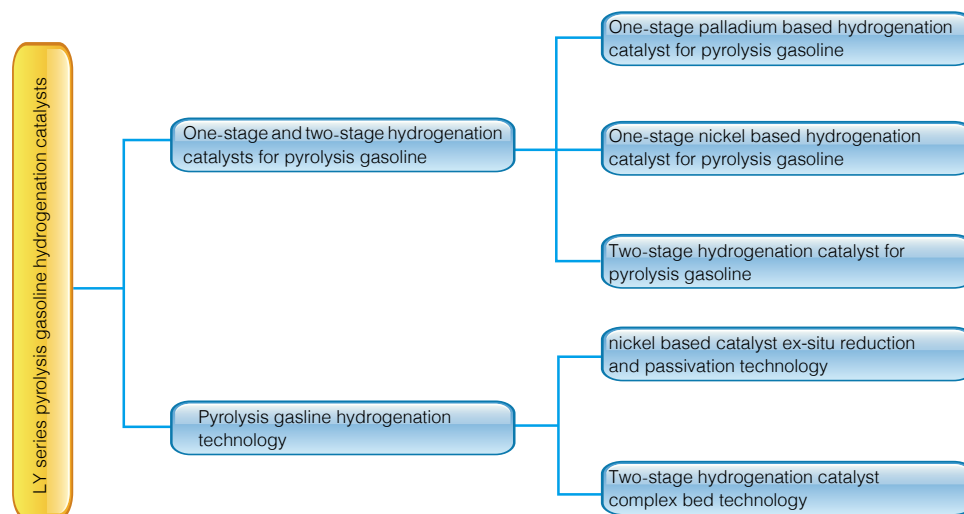 LY series pyrolysis gasoline hydrogenation catalysts
One-stage and two-stage hydrogenation
catalysts for pyrolysis gasoline
One-stage palladium based hydrogenation
catalyst for pyrolysis gasoline
One-stage nickel based hydrogenation
catalyst for pyrolysis gasoline
Two-stage hydrogenation catalyst for
pyrolysis gasoline
Pyrolysis gasline hydrogenation
technology
nickel based catalyst ex-situ reduction
and passivation technology
Two-stage hydrogenation catalyst
complex bed technology